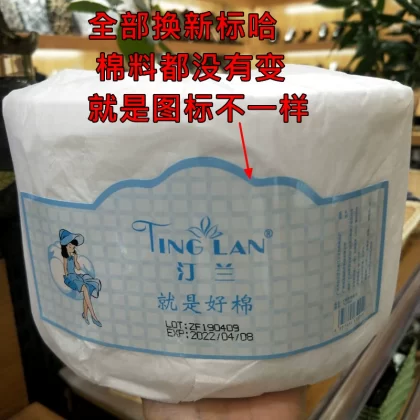 全部换新标哈
棉料都没有变
就是图标不一样
TING LAN®
汀兰
就是好棉
LOT:ZF190409
EXP:2022/04/08